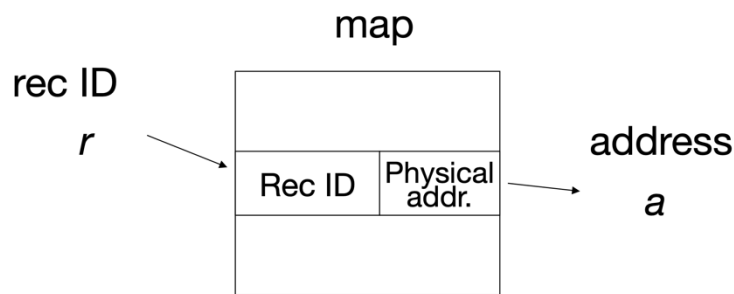 map
rec ID
r
Rec ID
Physical
addr.
address
a